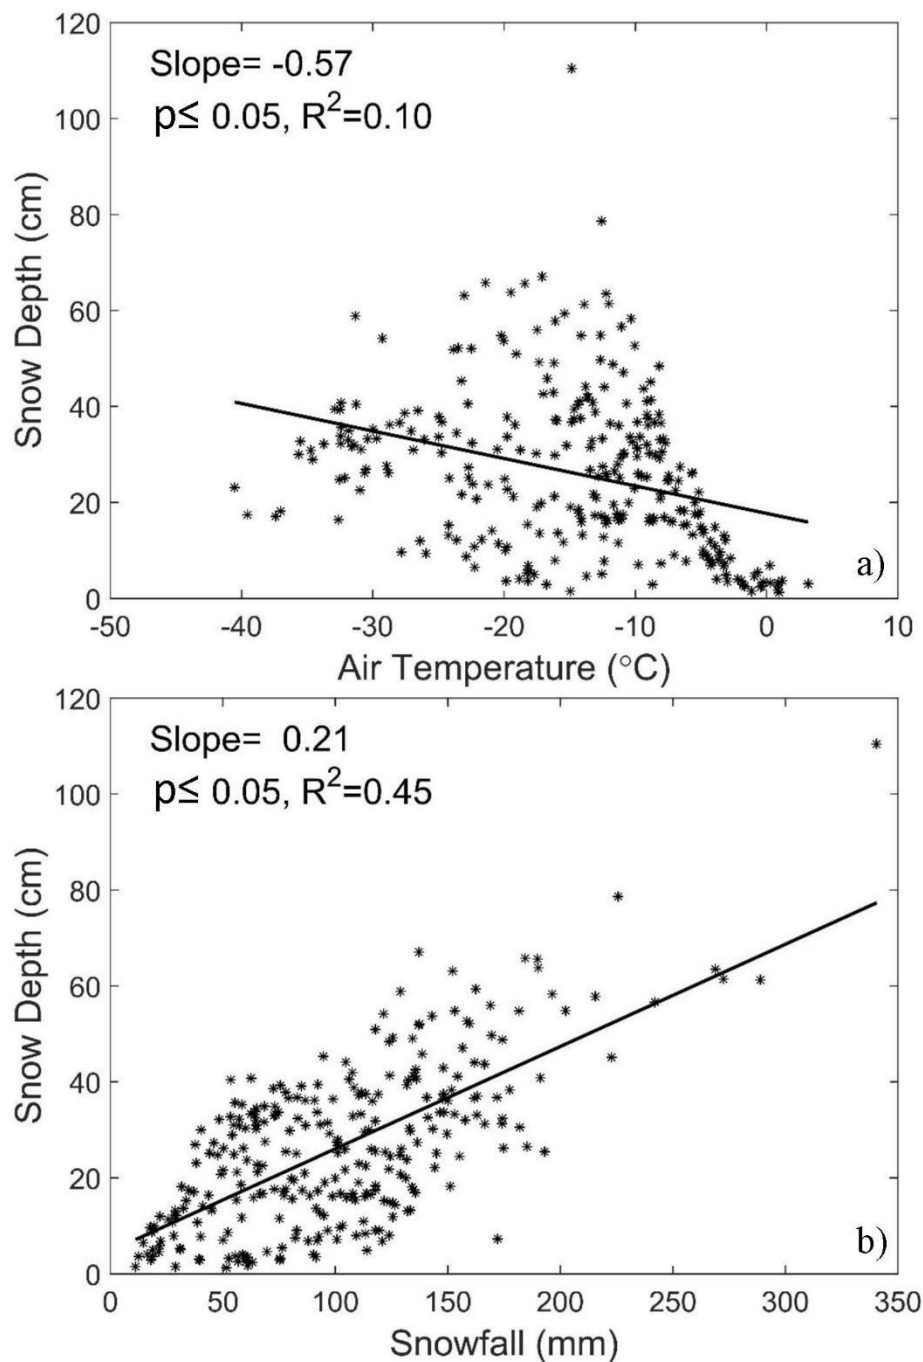 120
Slope= -0.57
p≤ 0.05, R²=0.10
100
80
60
40
20
0
Snow Depth (cm)
a)
-50 -40 -30 -20 -10 0 10
Air Temperature (°C)
120
Slope= 0.21
p≤ 0.05, R²=0.45
100
80
60
40
20
0
Snow Depth (cm)
b)
0 50 100 150 200 250 300 350
Snowfall (mm)